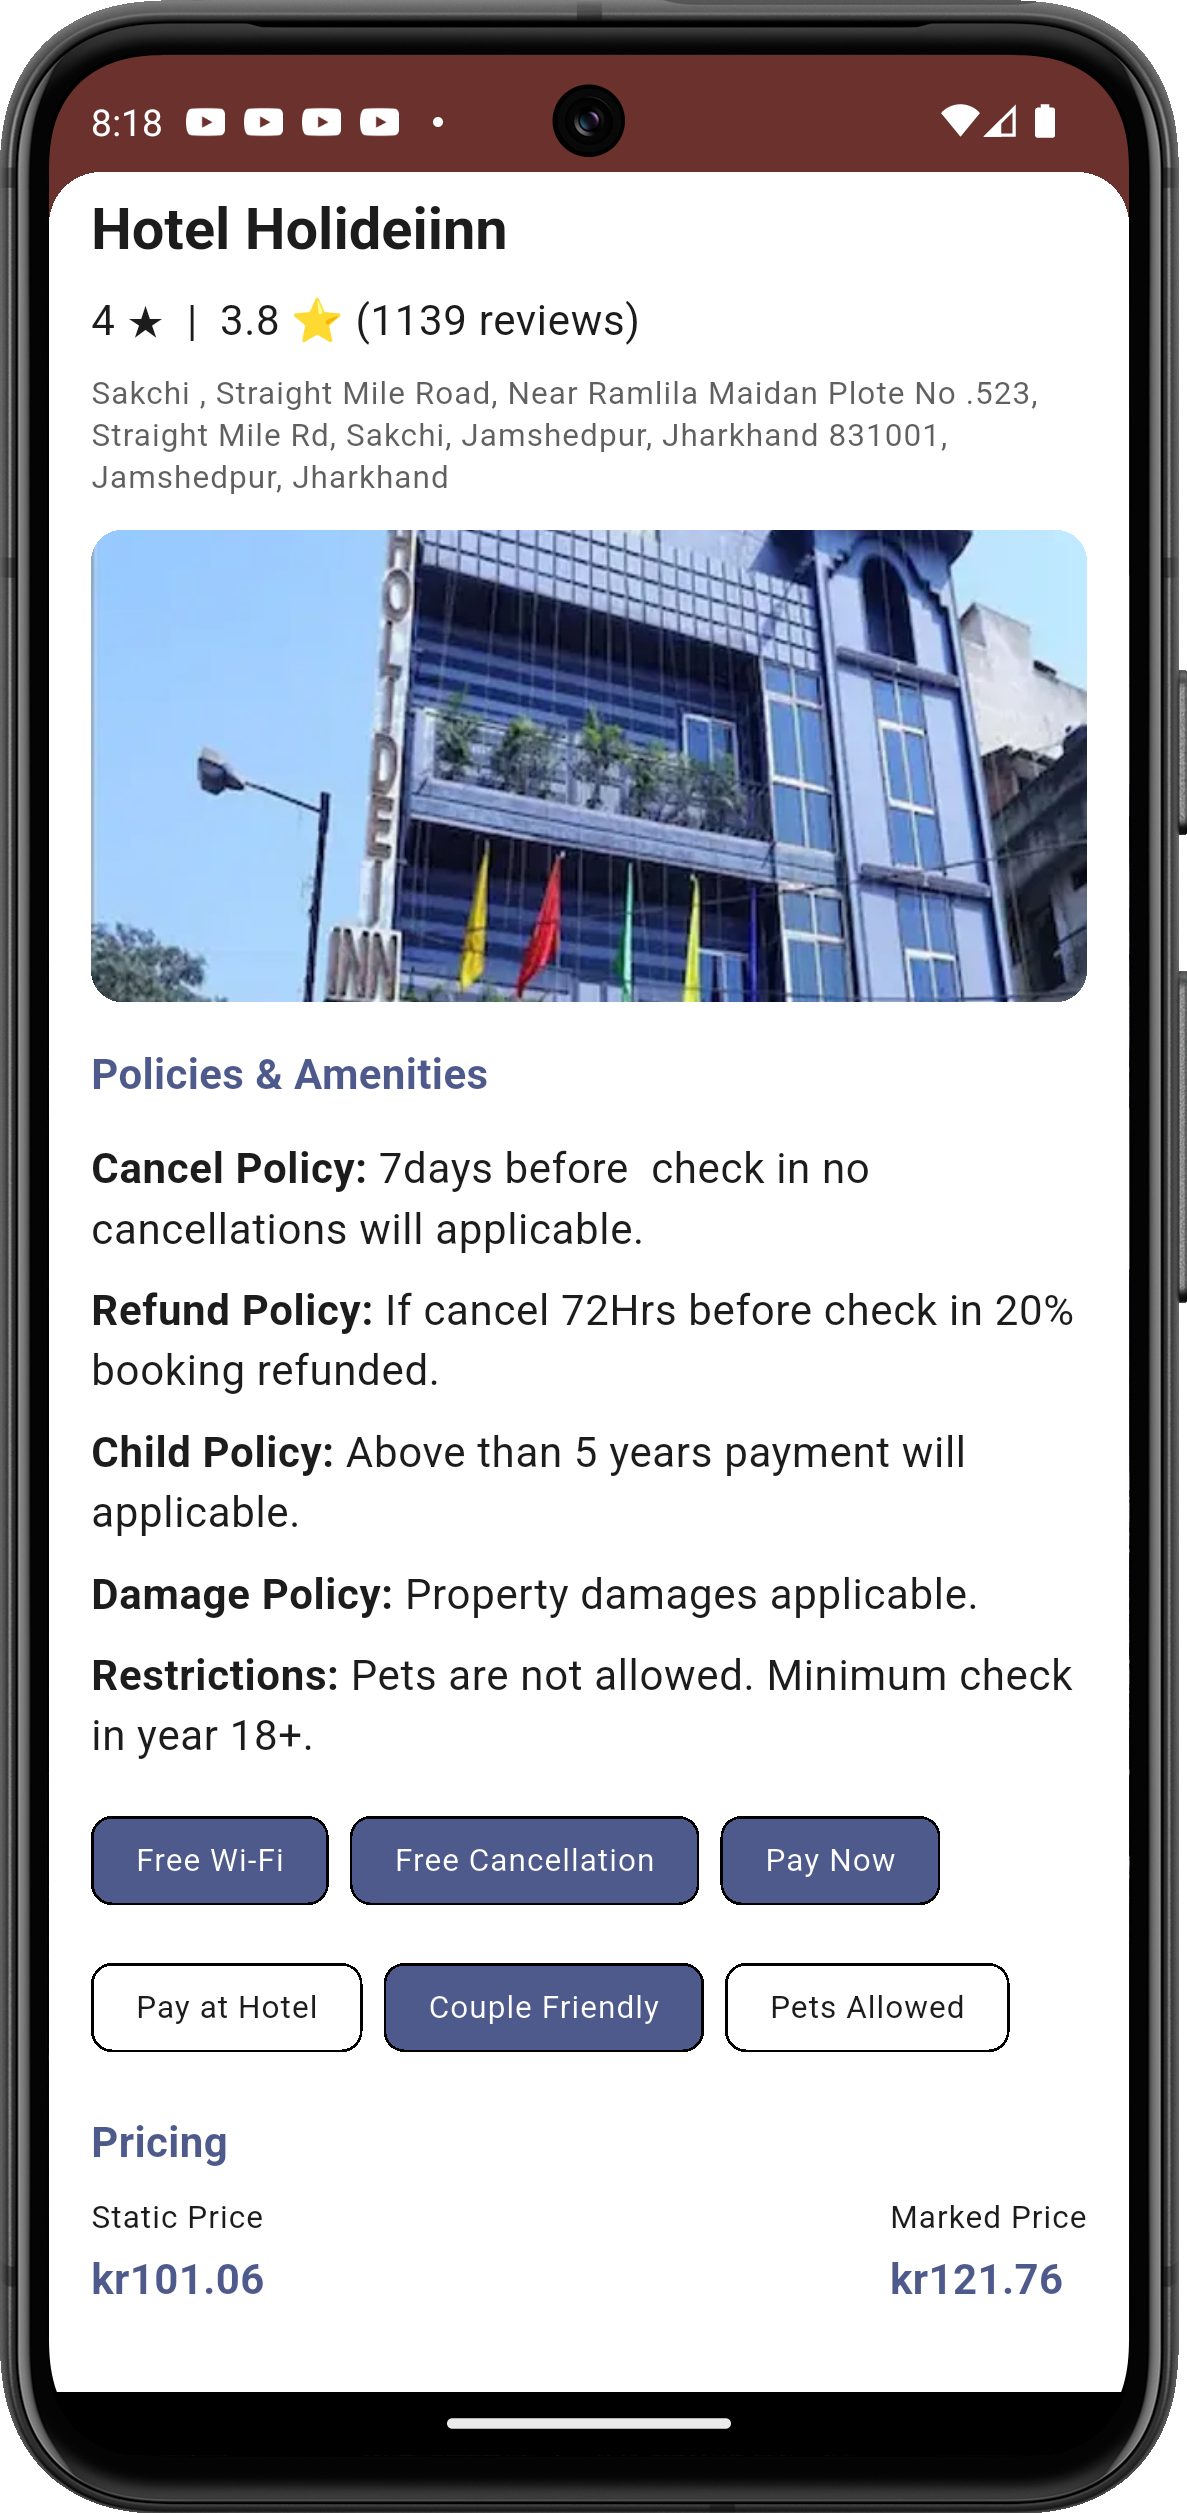 8:18
Hotel Holideiinn
4 ★ | 3.8 ⭐ (1139 reviews)
Sakchi , Straight Mile Road, Near Ramlila Maidan Plote No .523,
Straight Mile Rd, Sakchi, Jamshedpur, Jharkhand 831001,
Jamshedpur, Jharkhand
HOLIDEI
INN
Policies & Amenities
Cancel Policy: 7days before  check in no
cancellations will applicable.
Refund Policy: If cancel 72Hrs before check in 20%
booking refunded.
Child Policy: Above than 5 years payment will
applicable.
Damage Policy: Property damages applicable.
Restrictions: Pets are not allowed. Minimum check
in year 18+.
Free Wi-Fi Free Cancellation Pay Now
Pay at Hotel Couple Friendly Pets Allowed
Pricing
Static Price Marked Price
kr101.06 kr121.76